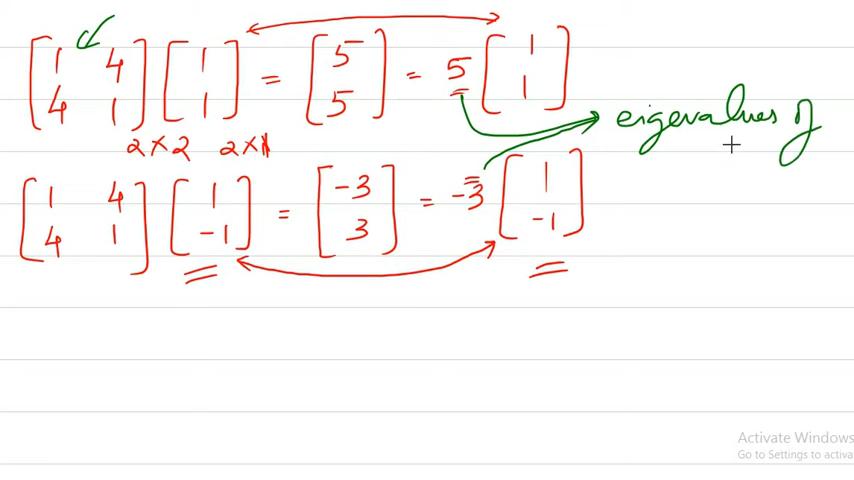 [1 4; 4 1] [1; 1] = [5; 5] = 5 [1; 1]
eigevalues of
2×2 2×1
[1 4; 4 1] [1; -1] = [-3; 3] = -3 [1; -1]
Activate Windows
Go to Settings to activa